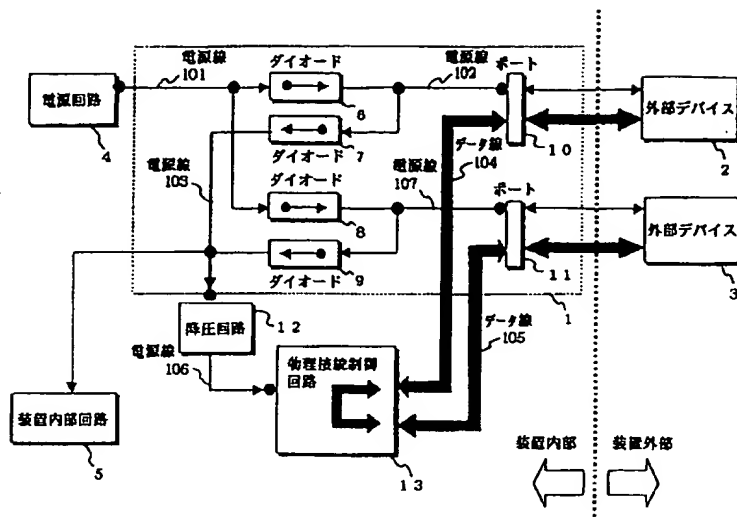 電源線
101
ダイオード
6
電源線
102
ポート
10
電源回路
4
外部デバイス
2
ダイオード
7
データ線
104
電源線
103
ダイオード
8
電源線
107
ポート
11
外部デバイス
3
ダイオード
9
1
降圧回路
12
データ線
105
電源線
106
物理接続制御
回路
13
装置内部回路
5
装置内部
装置外部